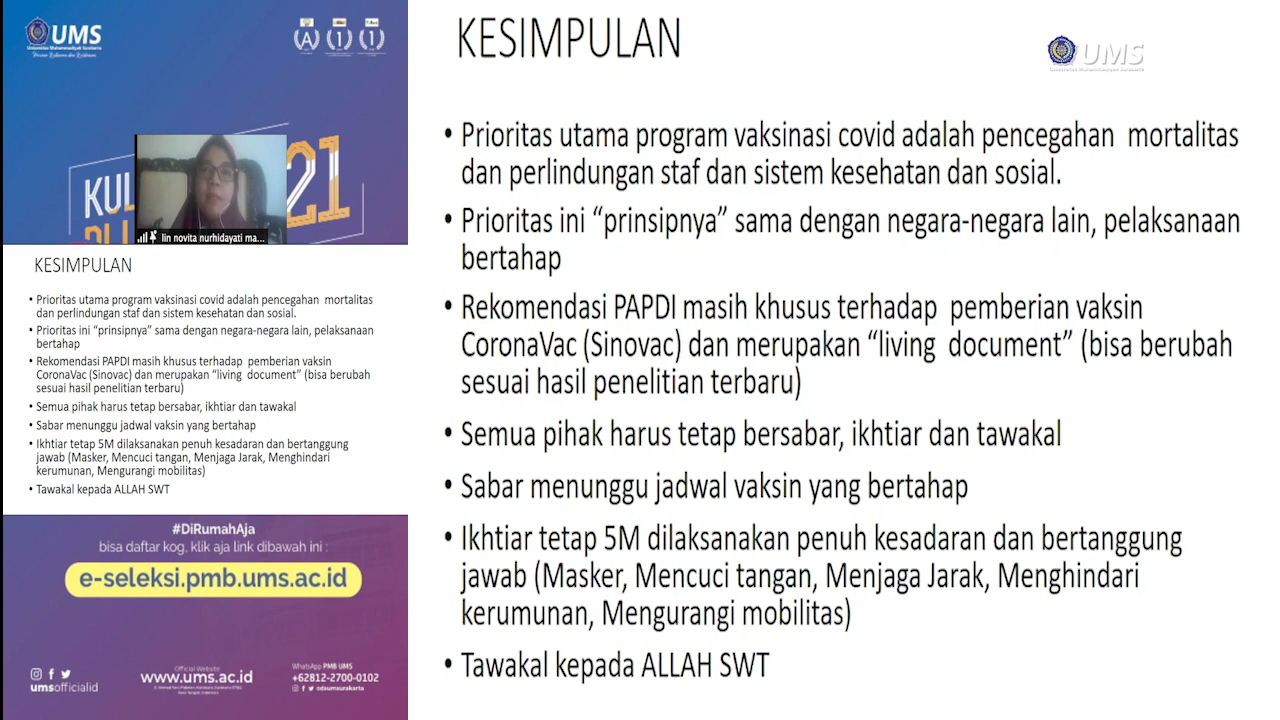 UMS
Universitas Muhammadiyah Surakarta
A 1 1
KUL
21
Iin novita nurhidayati ma...
KESIMPULAN
• Prioritas utama program vaksinasi covid adalah pencegahan mortalitas
dan perlindungan staf dan sistem kesehatan dan sosial.
• Prioritas ini “prinsipnya” sama dengan negara-negara lain, pelaksanaan
bertahap
• Rekomendasi PAPDI masih khusus terhadap pemberian vaksin
CoronaVac (Sinovac) dan merupakan “living document” (bisa berubah
sesuai hasil penelitian terbaru)
• Semua pihak harus tetap bersabar, ikhtiar dan tawakal
• Sabar menunggu jadwal vaksin yang bertahap
• Ikhtiar tetap 5M dilaksanakan penuh kesadaran dan bertanggung
jawab (Masker, Mencuci tangan, Menjaga Jarak, Menghindari
kerumunan, Mengurangi mobilitas)
• Tawakal kepada ALLAH SWT
#DiRumahAja
bisa daftar kog, klik aja link dibawah ini :
e-seleksi.pmb.ums.ac.id
umsofficialid
Official Website
www.ums.ac.id
WhatsApp PMB UMS
+62812-2700-0102
@daumsurakarta
KESIMPULAN
UMS
Universitas Muhammadiyah Surakarta
• Prioritas utama program vaksinasi covid adalah pencegahan mortalitas
dan perlindungan staf dan sistem kesehatan dan sosial.
• Prioritas ini “prinsipnya” sama dengan negara-negara lain, pelaksanaan
bertahap
• Rekomendasi PAPDI masih khusus terhadap pemberian vaksin
CoronaVac (Sinovac) dan merupakan “living document” (bisa berubah
sesuai hasil penelitian terbaru)
• Semua pihak harus tetap bersabar, ikhtiar dan tawakal
• Sabar menunggu jadwal vaksin yang bertahap
• Ikhtiar tetap 5M dilaksanakan penuh kesadaran dan bertanggung
jawab (Masker, Mencuci tangan, Menjaga Jarak, Menghindari
kerumunan, Mengurangi mobilitas)
• Tawakal kepada ALLAH SWT